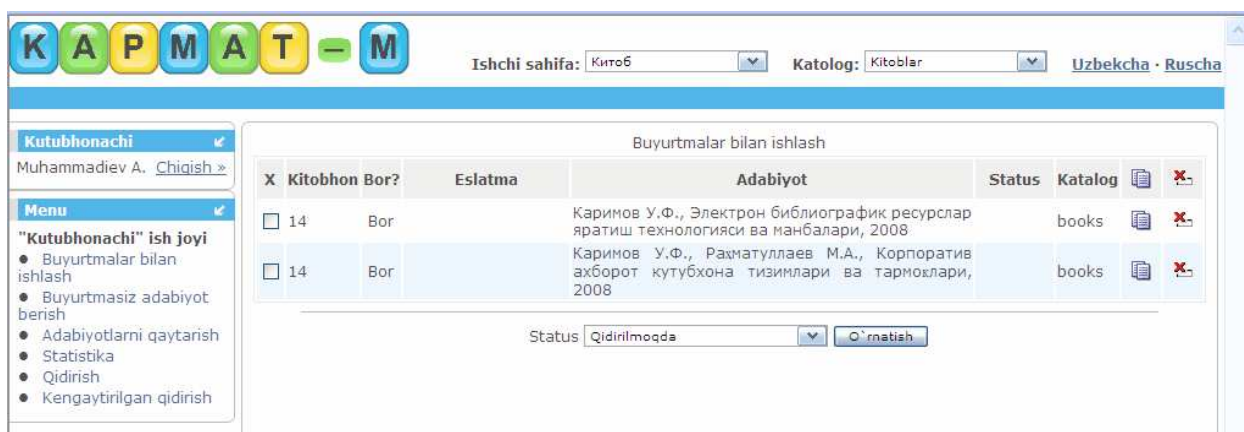 КАРМАТ-М
Ishchi sahifa: Китоб Katolog: Kitoblar Uzbekcha · Ruscha
Kutubhonachi
Muhammadiev A. Chiqish »
Menu
"Kutubhonachi" ish joyi
● Buyurtmalar bilan
ishlash
● Buyurtmasiz adabiyot
berish
● Adabiyotlarni qaytarish
● Statistika
● Qidirish
● Kengaytirilgan qidirish
Buyurtmalar bilan ishlash
X Kitobhon Bor? Eslatma Adabiyot Status Katalog
14 Bor Каримов У.Ф., Электрон библиографик ресурслар
яратиш технологияси ва манбалари, 2008 books
14 Bor Каримов У.Ф., Рахматуллаев М.А., Корпоратив
ахборот кутубхона тизимлари ва тармоклари,
2008 books
Status Qidirilmoqda O`rnatish